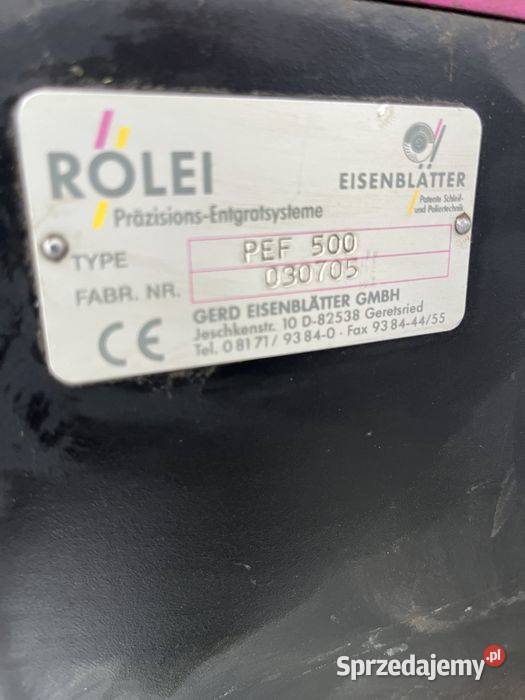 RÖLEI
Präzisions-Entgratsysteme
EISENBLÄTTER
Patente Schleif-
und Poliertechnik
TYPE PEF 500
FABR. NR. 030705
GERD EISENBLÄTTER GMBH
Jeschkenstr. 10 D-82538 Geretsried
Tel. 08171/9384-0 · Fax 9384-44/55
CE
Sprzedajemy.pl